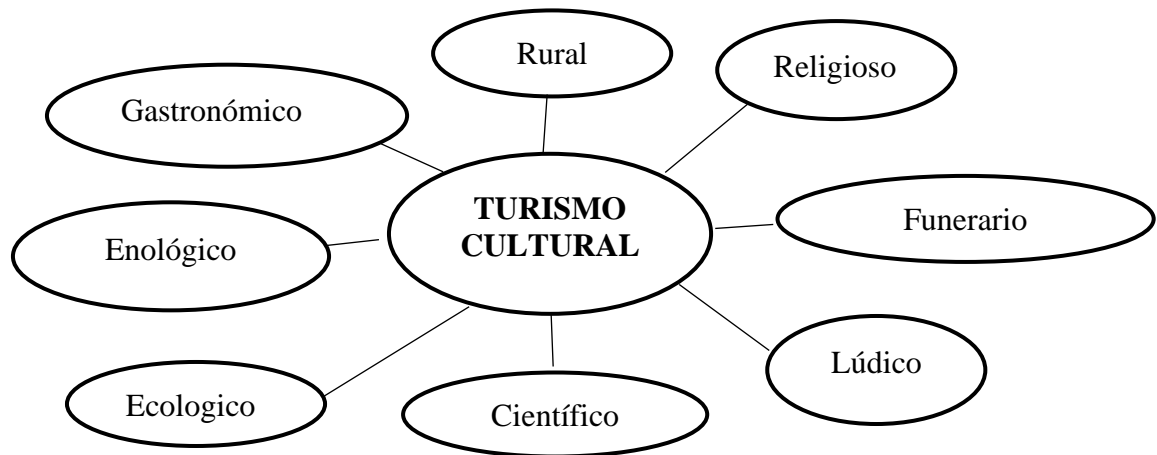 Rural
Religioso
Gastronómico
TURISMO
CULTURAL
Funerario
Enológico
Lúdico
Ecologico
Científico